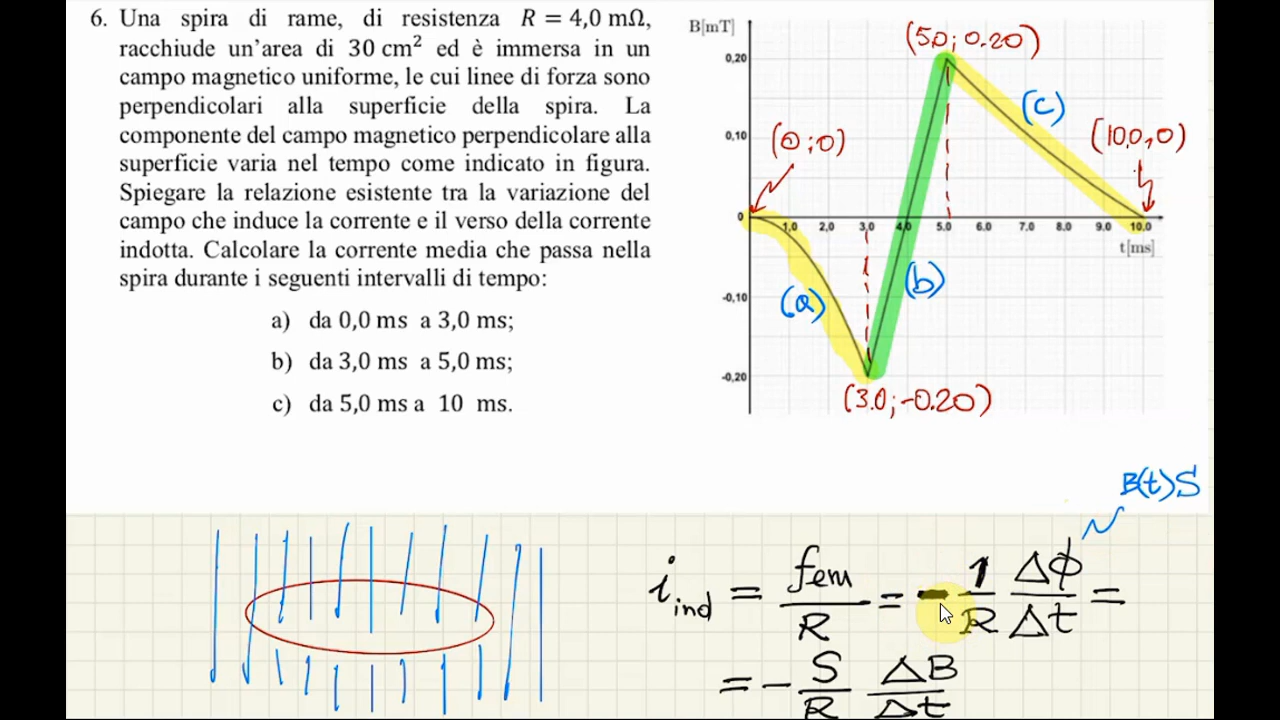 6. Una spira di rame, di resistenza R = 4,0 mΩ,
racchiude un'area di 30 cm² ed è immersa in un
campo magnetico uniforme, le cui linee di forza sono
perpendicolari alla superficie della spira. La
componente del campo magnetico perpendicolare alla
superficie varia nel tempo come indicato in figura.
Spiegare la relazione esistente tra la variazione del
campo che induce la corrente e il verso della corrente
indotta. Calcolare la corrente media che passa nella
spira durante i seguenti intervalli di tempo:
a) da 0,0 ms a 3,0 ms;
b) da 3,0 ms a 5,0 ms;
c) da 5,0 ms a 10 ms.
B[mT]
(5.0; 0.20)
0,20
(c)
0,10
(0;0)
(10.0,0)
0
1,0 2,0 3,0 4,0 5,0 6,0 7,0 8,0 9,0 10,0
t[ms]
(b)
-0,10
(a)
-0,20
(3.0;-0.20)
B(t)S
i ind = fem / R = - 1/R Δϕ/Δt =
= - S/R ΔB/Δt